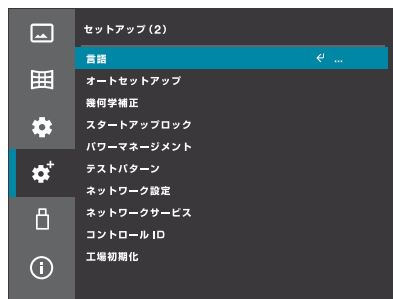 セットアップ(2)
言語 ...
オートセットアップ
幾何学補正
スタートアップロック
パワーマネージメント
テストパターン
ネットワーク設定
ネットワークサービス
コントロール ID
工場初期化